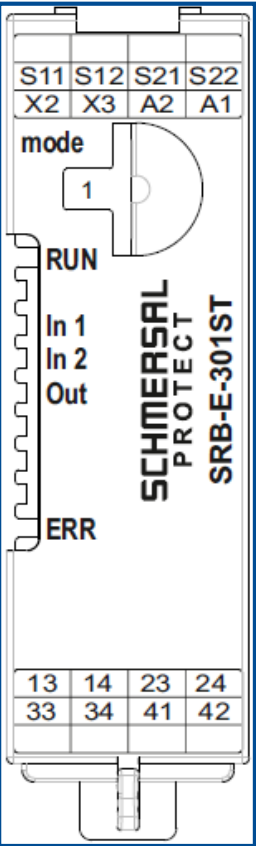 S11 S12 S21 S22
X2 X3 A2 A1
mode
1
RUN
In 1
In 2
Out
ERR
SCHMERSAL
PROTECT
SRB-E-301ST
13 14 23 24
33 34 41 42